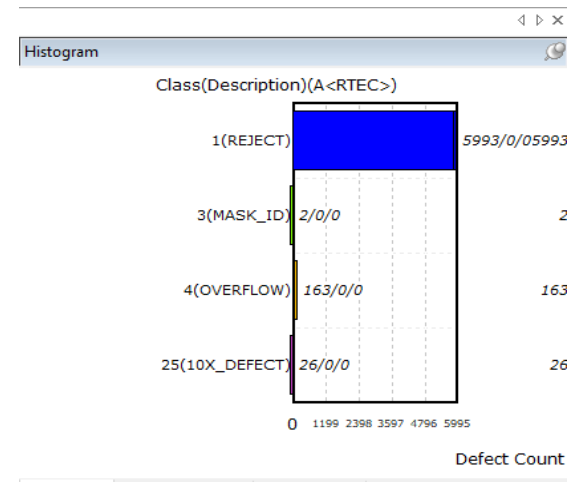 Histogram
Class(Description)(A<RTEC>)
1(REJECT) 5993/0/05993
3(MASK_ID) 2/0/0 2
4(OVERFLOW) 163/0/0 163
25(10X_DEFECT) 26/0/0 26
0 1199 2398 3597 4796 5995
Defect Count